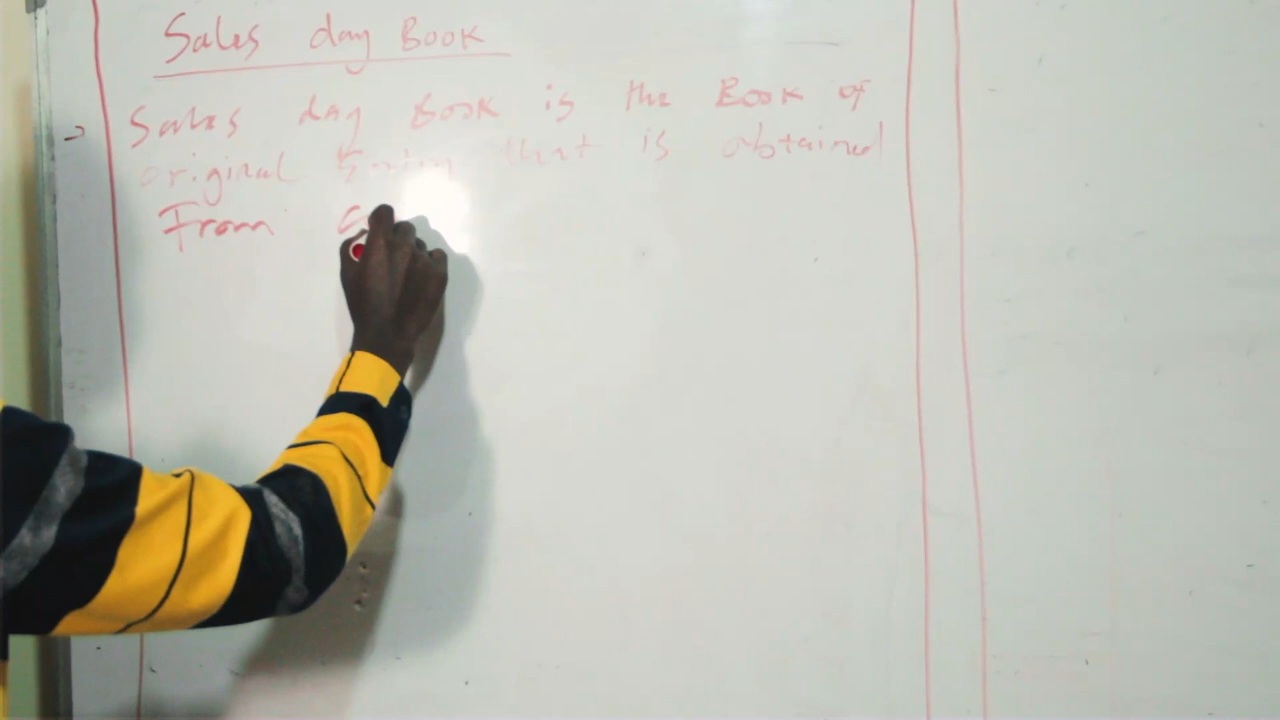 Sales day Book
Sales day Book is the Book of
original Entry that is obtained
From